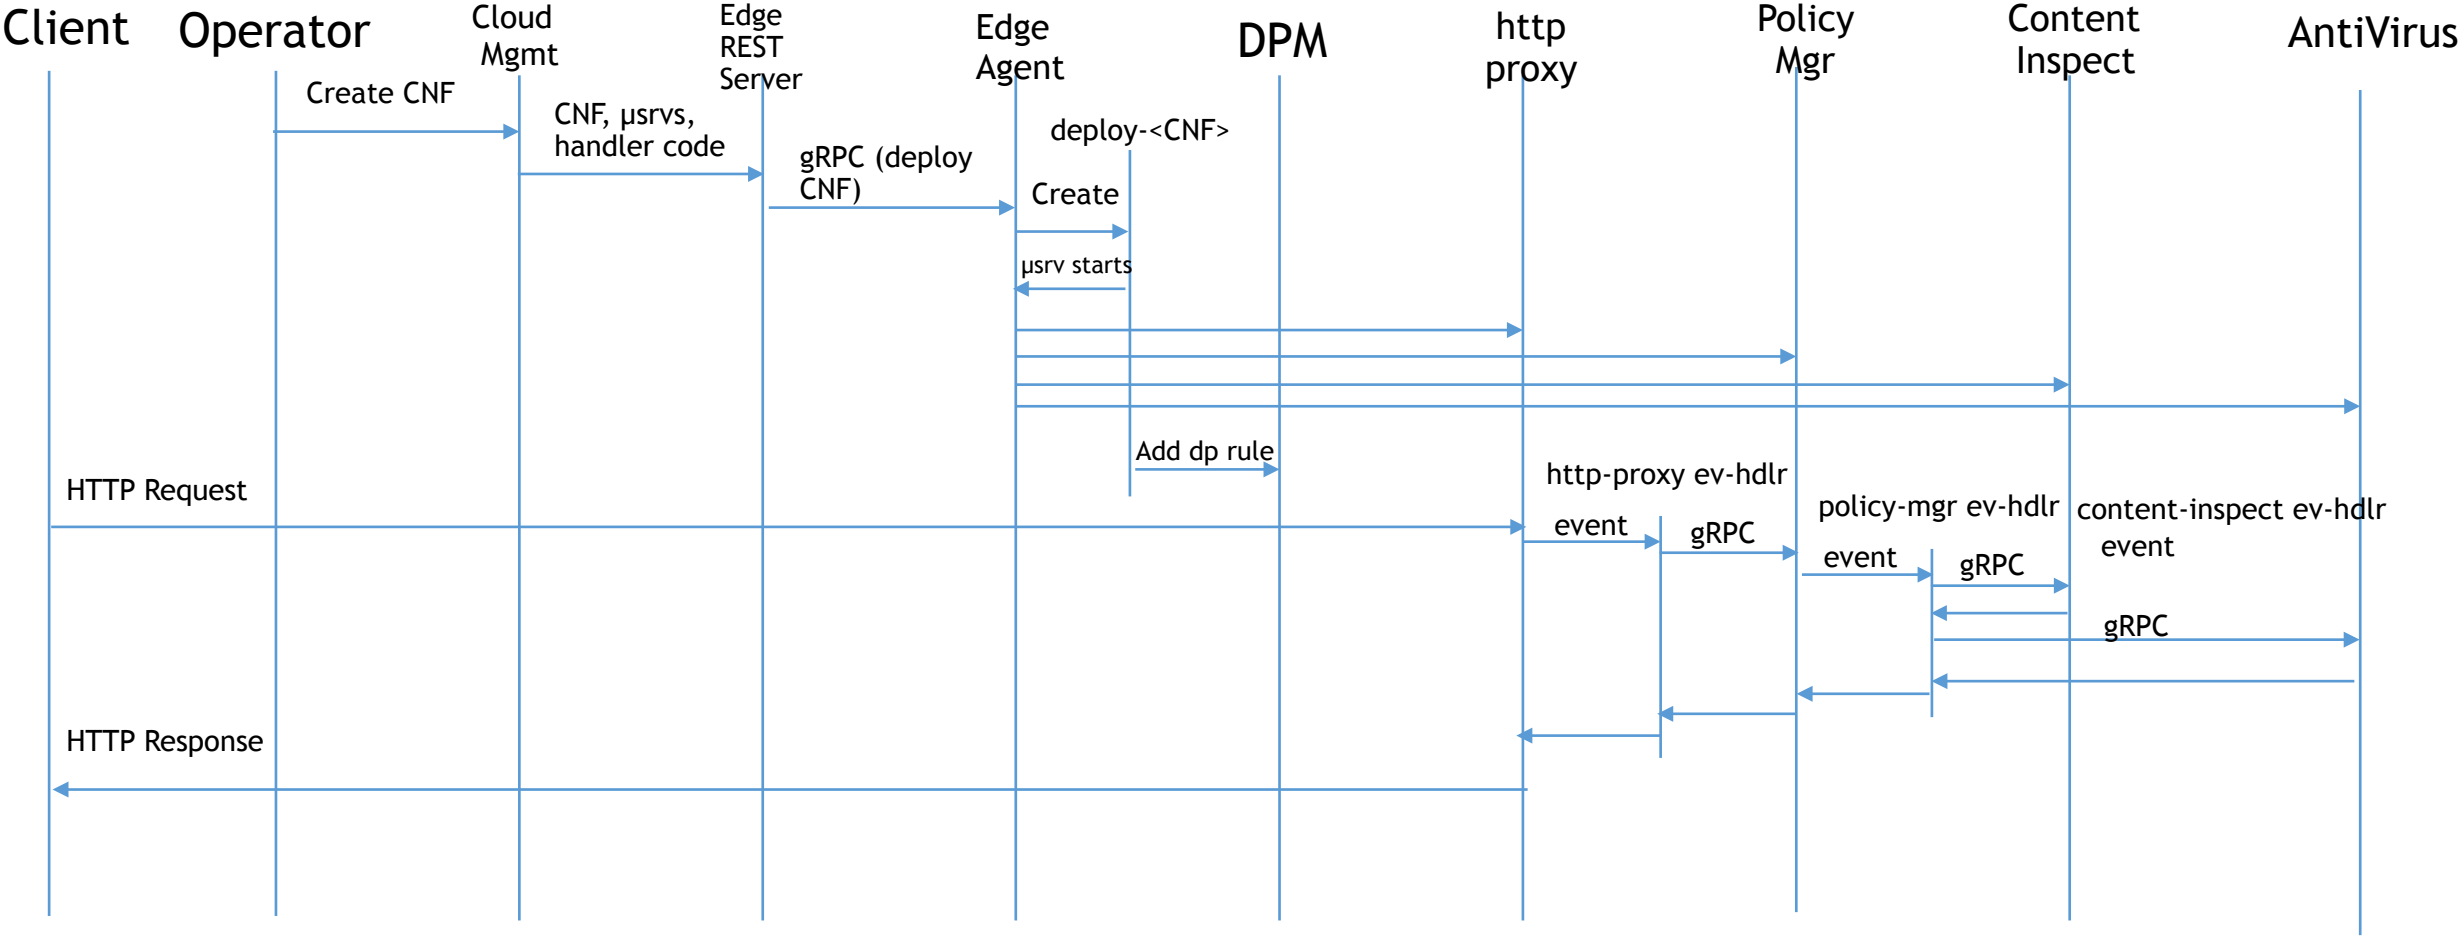 Client
Operator
Cloud
Mgmt
Edge
REST
Server
Edge
Agent
DPM
http
proxy
Policy
Mgr
Content
Inspect
AntiVirus
Create CNF
CNF, µsrvs,
handler code
gRPC (deploy
CNF)
deploy-<CNF>
Create
µsrv starts
Add dp rule
HTTP Request
http-proxy ev-hdlr
event
gRPC
policy-mgr ev-hdlr
event
gRPC
content-inspect ev-hdlr
event
gRPC
HTTP Response